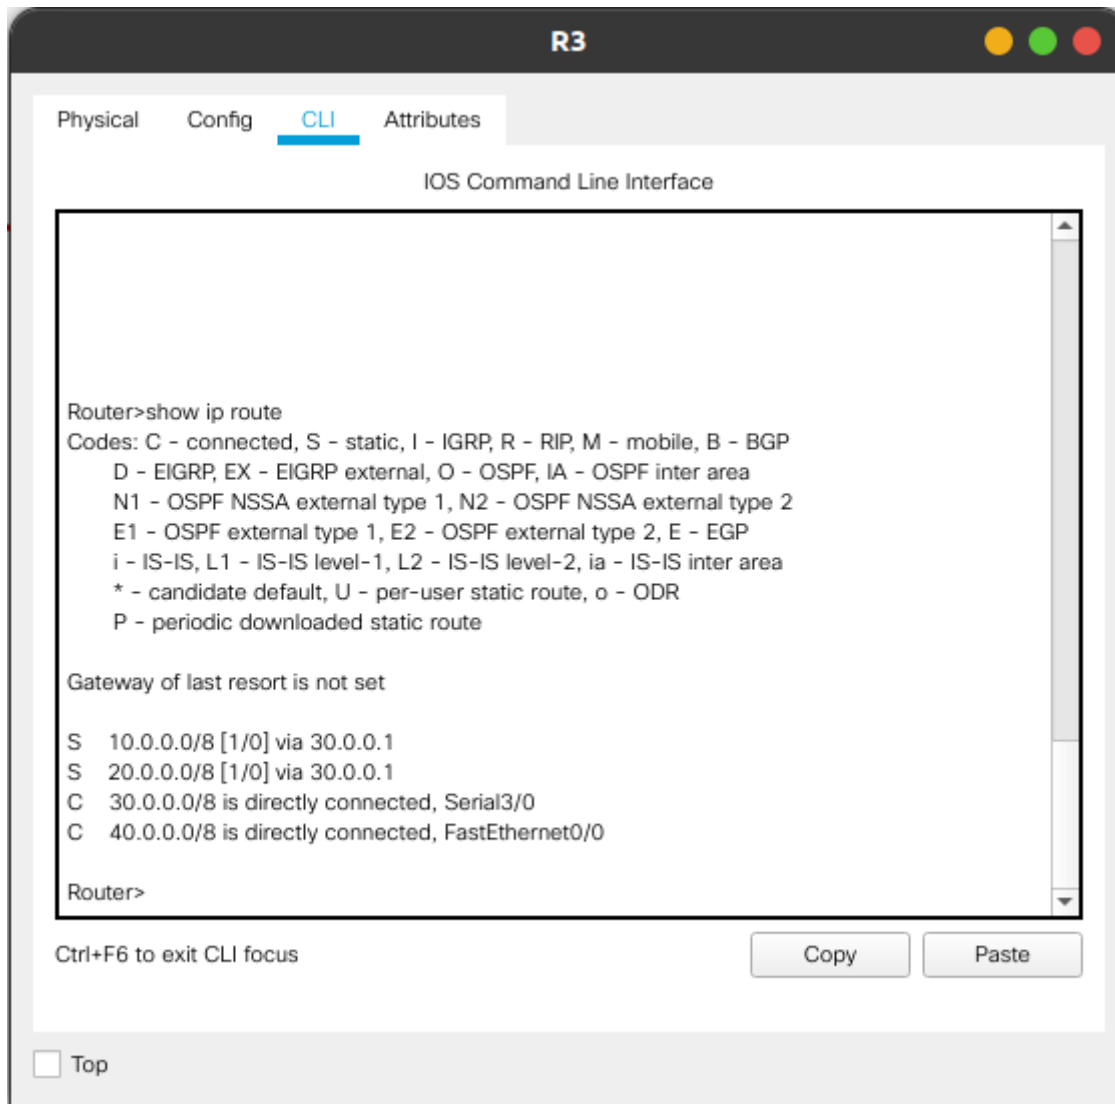 R3
Physical Config CLI Attributes
IOS Command Line Interface
Router>show ip route
Codes: C - connected, S - static, I - IGRP, R - RIP, M - mobile, B - BGP
D - EIGRP, EX - EIGRP external, O - OSPF, IA - OSPF inter area
N1 - OSPF NSSA external type 1, N2 - OSPF NSSA external type 2
E1 - OSPF external type 1, E2 - OSPF external type 2, E - EGP
i - IS-IS, L1 - IS-IS level-1, L2 - IS-IS level-2, ia - IS-IS inter area
* - candidate default, U - per-user static route, o - ODR
P - periodic downloaded static route
Gateway of last resort is not set
S 10.0.0.0/8 [1/0] via 30.0.0.1
S 20.0.0.0/8 [1/0] via 30.0.0.1
C 30.0.0.0/8 is directly connected, Serial3/0
C 40.0.0.0/8 is directly connected, FastEthernet0/0
Router>
Ctrl+F6 to exit CLI focus Copy Paste
Top